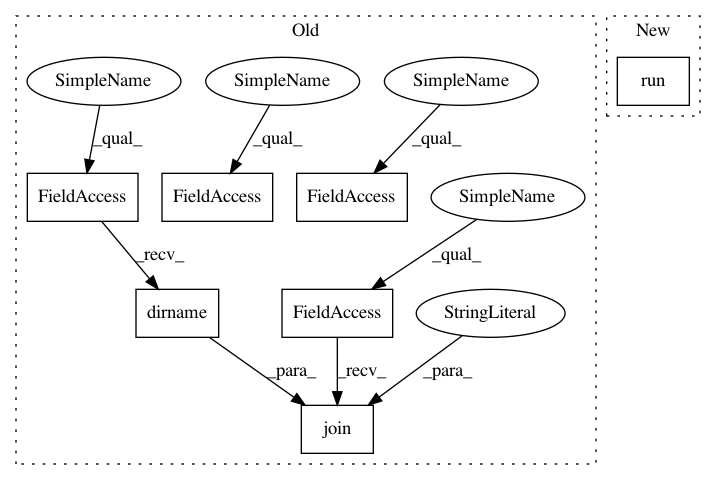 Old
New
SimpleName
SimpleName
SimpleName
run
_qual_
_qual_
_qual_
FieldAccess
FieldAccess
FieldAccess
SimpleName
_recv_
_qual_
dirname
FieldAccess
StringLiteral
_para_
_recv_
_para_
join